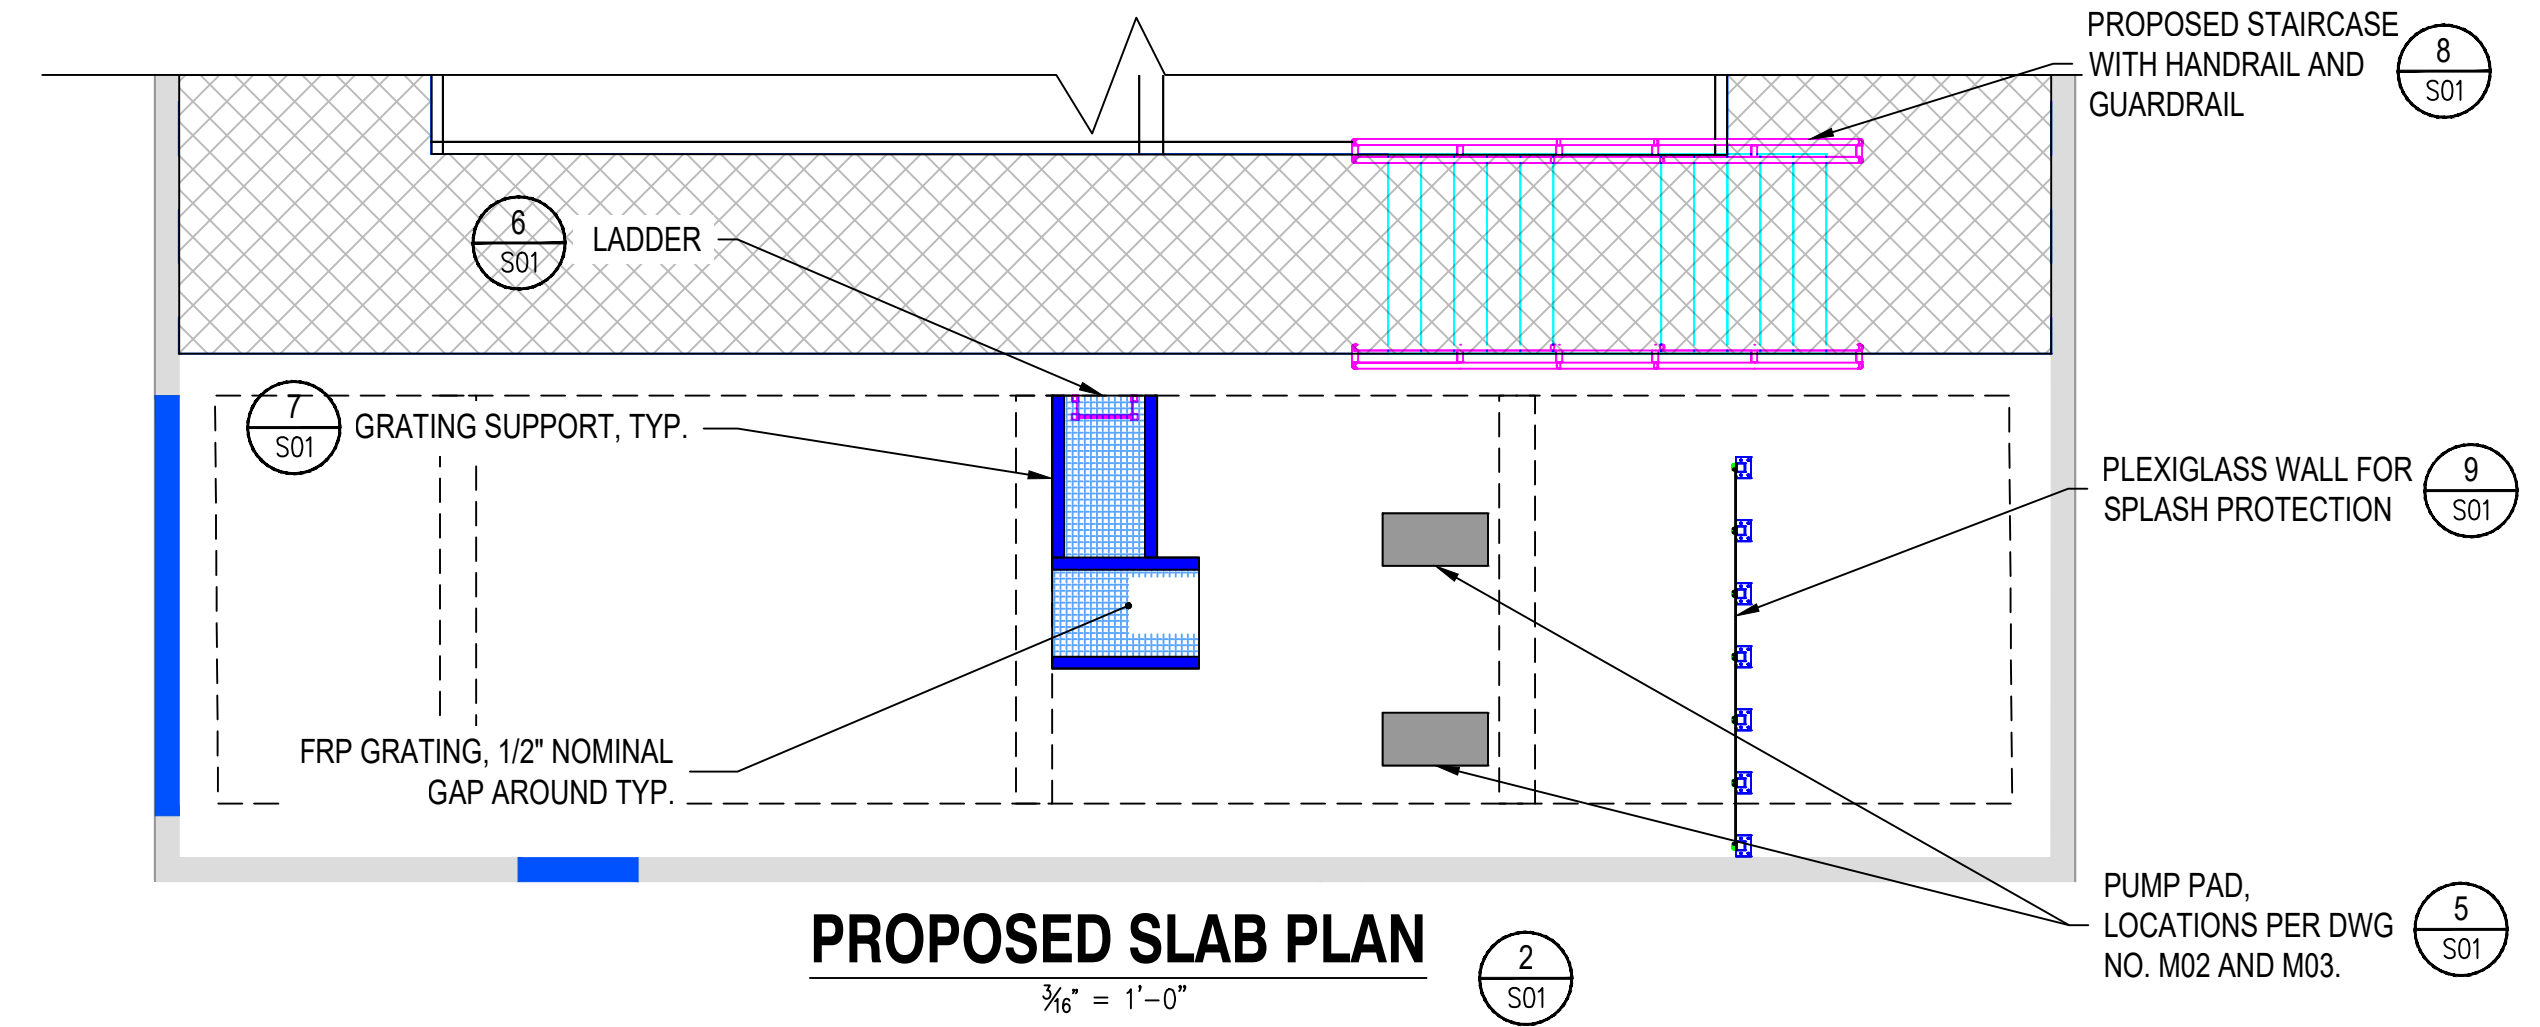 PROPOSED STAIRCASE
WITH HANDRAIL AND
GUARDRAIL
8
S01
6
S01
LADDER
7
S01
GRATING SUPPORT, TYP.
PLEXIGLASS WALL FOR
SPLASH PROTECTION
9
S01
FRP GRATING, 1/2" NOMINAL
GAP AROUND TYP.
PUMP PAD,
LOCATIONS PER DWG
NO. M02 AND M03.
5
S01
PROPOSED SLAB PLAN
3/16" = 1'-0"
2
S01